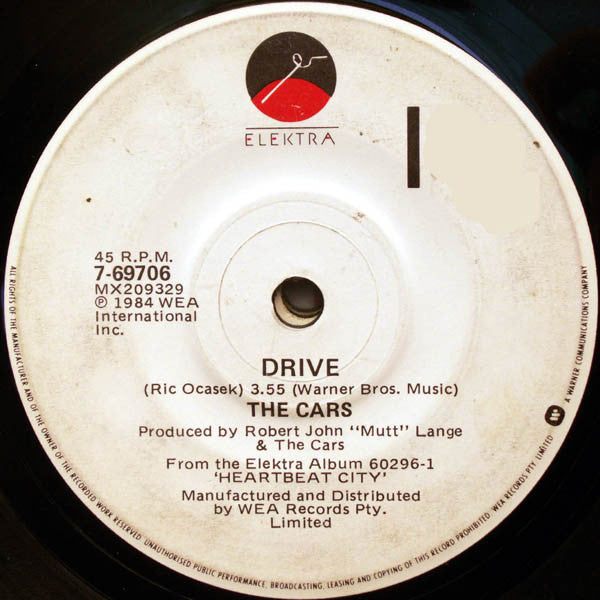 ELEKTRA
45 R.P.M.
7-69706
MX209329
℗ 1984 WEA
International
Inc.
DRIVE
(Ric Ocasek) 3.55 (Warner Bros. Music)
THE CARS
Produced by Robert John "Mutt" Lange
& The Cars
From the Elektra Album 60296-1
'HEARTBEAT CITY'
Manufactured and Distributed
by WEA Records Pty.
Limited
ALL RIGHTS OF THE MANUFACTURER AND OF THE OWNER OF THE RECORDED WORK RESERVED. UNAUTHORISED PUBLIC PERFORMANCE, BROADCASTING, LEASING AND COPYING OF THIS RECORD PROHIBITED. WEA RECORDS PTY. LIMITED
A WARNER COMMUNICATIONS COMPANY